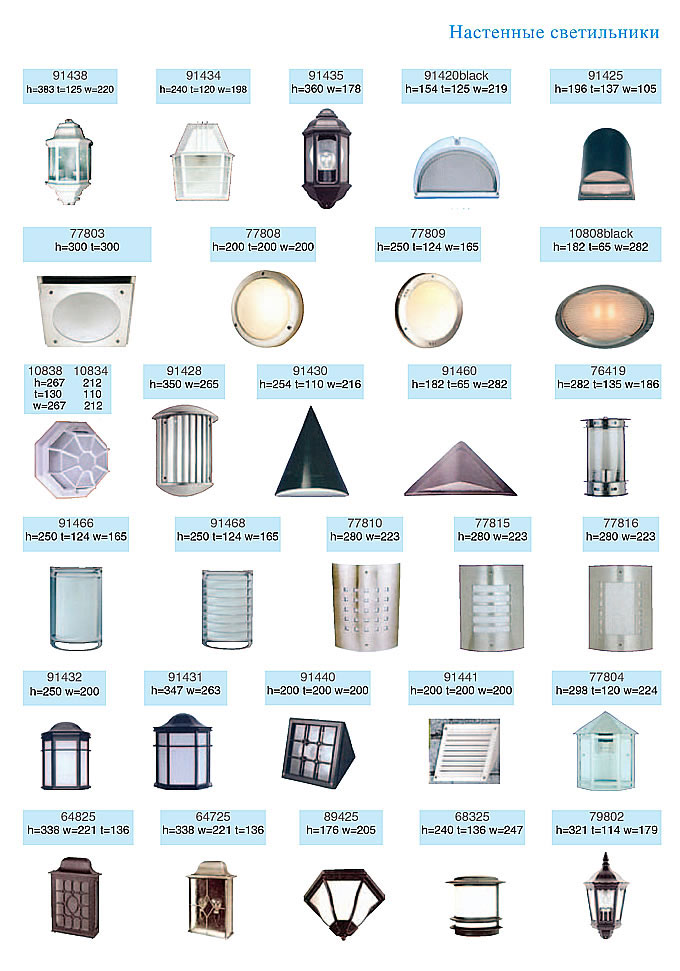 Настенные светильники
91438
h=383 t=125 w=220
91434
h=240 t=120 w=198
91435
h=360 w=178
91420black
h=154 t=125 w=219
91425
h=196 t=137 w=105
77803
h=300 t=300
77808
h=200 t=200 w=200
77809
h=250 t=124 w=165
10808black
h=182 t=65 w=282
10838 10834
h=267 212
t=130 110
w=267 212
91428
h=350 w=265
91430
h=254 t=110 w=216
91460
h=182 t=65 w=282
76419
h=282 t=135 w=186
91466
h=250 t=124 w=165
91468
h=250 t=124 w=165
77810
h=280 w=223
77815
h=280 w=223
77816
h=280 w=223
91432
h=250 w=200
91431
h=347 w=263
91440
h=200 t=200 w=200
91441
h=200 t=200 w=200
77804
h=298 t=120 w=224
64825
h=338 w=221 t=136
64725
h=338 w=221 t=136
89425
h=176 w=205
68325
h=240 t=136 w=247
79802
h=321 t=114 w=179